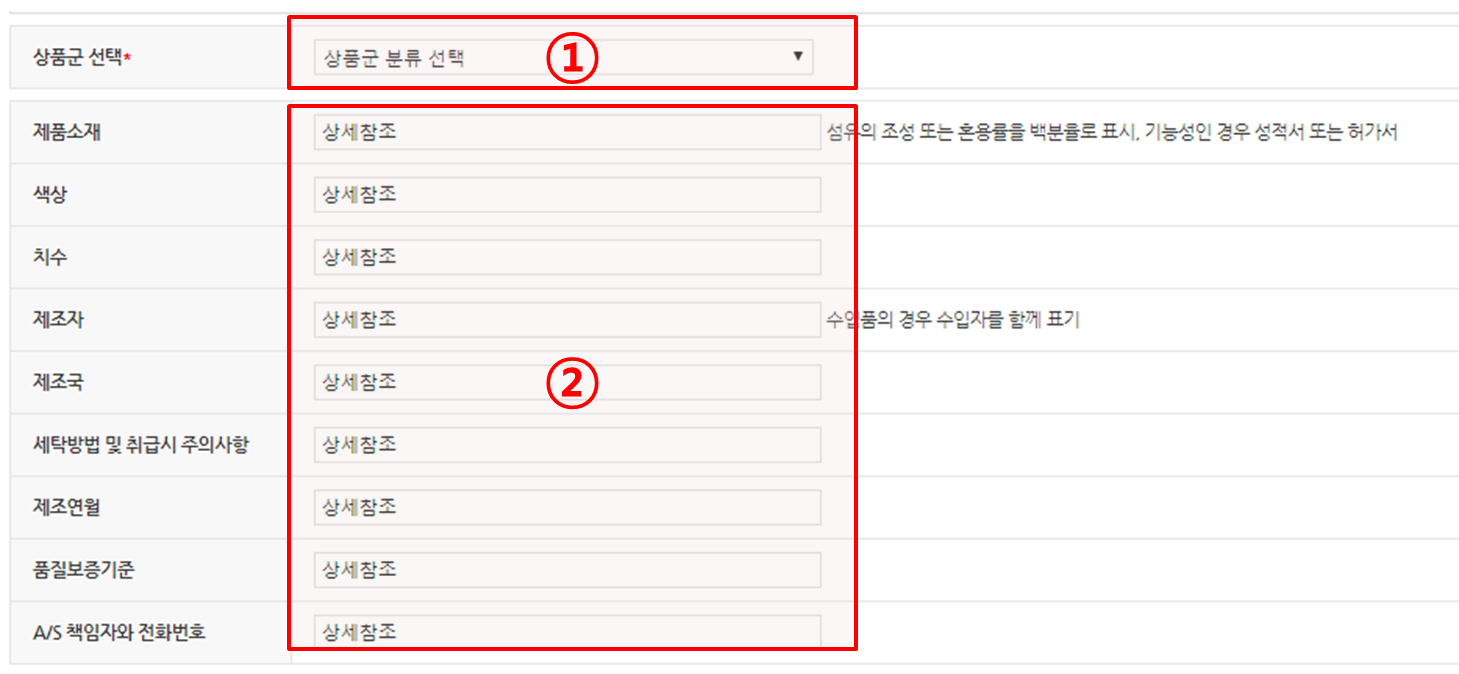 상품군 선택* 상품군 분류 선택 ▼ ①
제품소재 상세참조 섬유의 조성 또는 혼용률을 백분율로 표시, 기능성인 경우 성적서 또는 허가서
색상 상세참조
치수 상세참조
제조자 상세참조 수입품의 경우 수입자를 함께 표기
제조국 상세참조 ②
세탁방법 및 취급시 주의사항 상세참조
제조연월 상세참조
품질보증기준 상세참조
A/S 책임자와 전화번호 상세참조